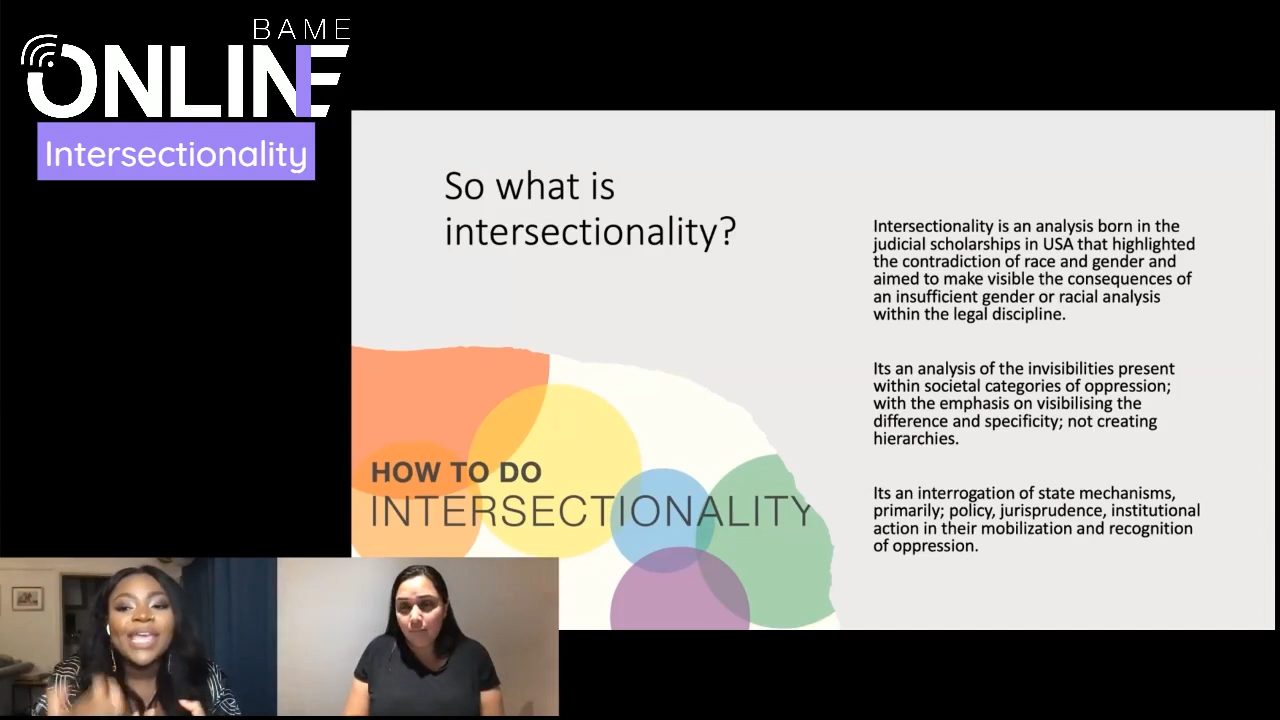 BAME
ONLINE
Intersectionality
So what is
intersectionality?
Intersectionality is an analysis born in the
judicial scholarships in USA that highlighted
the contradiction of race and gender and
aimed to make visible the consequences of
an insufficient gender or racial analysis
within the legal discipline.
Its an analysis of the invisibilities present
within societal categories of oppression;
with the emphasis on visibilising the
difference and specificity; not creating
hierarchies.
Its an interrogation of state mechanisms,
primarily; policy, jurisprudence, institutional
action in their mobilization and recognition
of oppression.
HOW TO DO
INTERSECTIONALITY